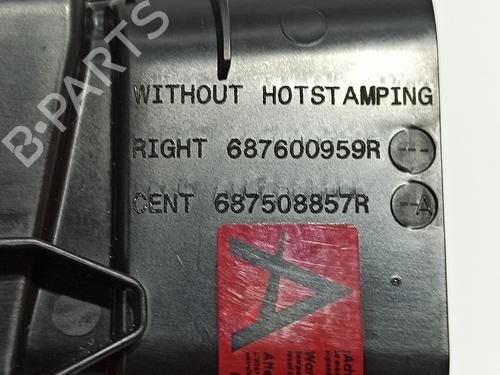 B-PARTS
WITHOUT HOTSTAMPING
RIGHT 687600959R ---
CENT 687508857R --A
A